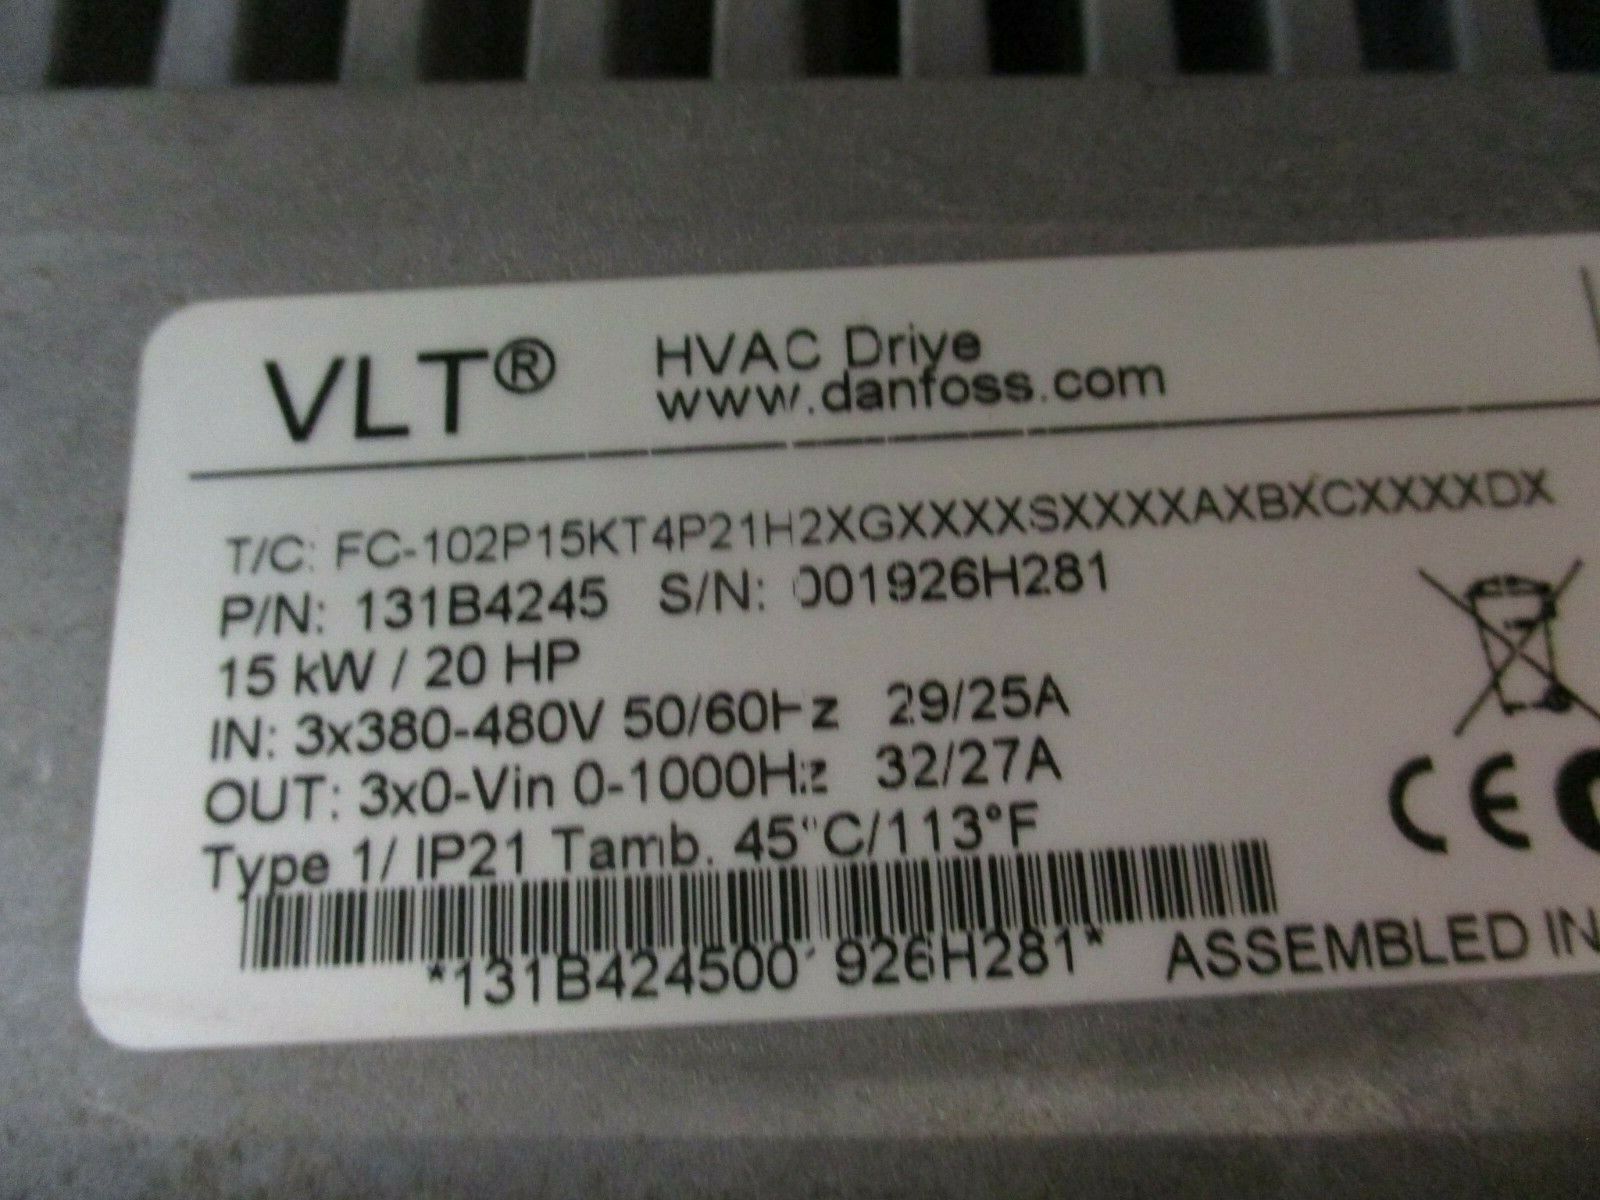 VLT® HVAC Drive
www.danfoss.com
T/C: FC-102P15KT4P21H2XGXXXXSXXXXAXBXCXXXXDX
P/N: 131B4245 S/N: 001926H281
15 kW / 20 HP
IN: 3x380-480V 50/60Hz 29/25A
OUT: 3x0-Vin 0-1000Hz 32/27A
Type 1/ IP21 Tamb. 45°C/113°F
*131B424500 926H281*
ASSEMBLED IN
CE